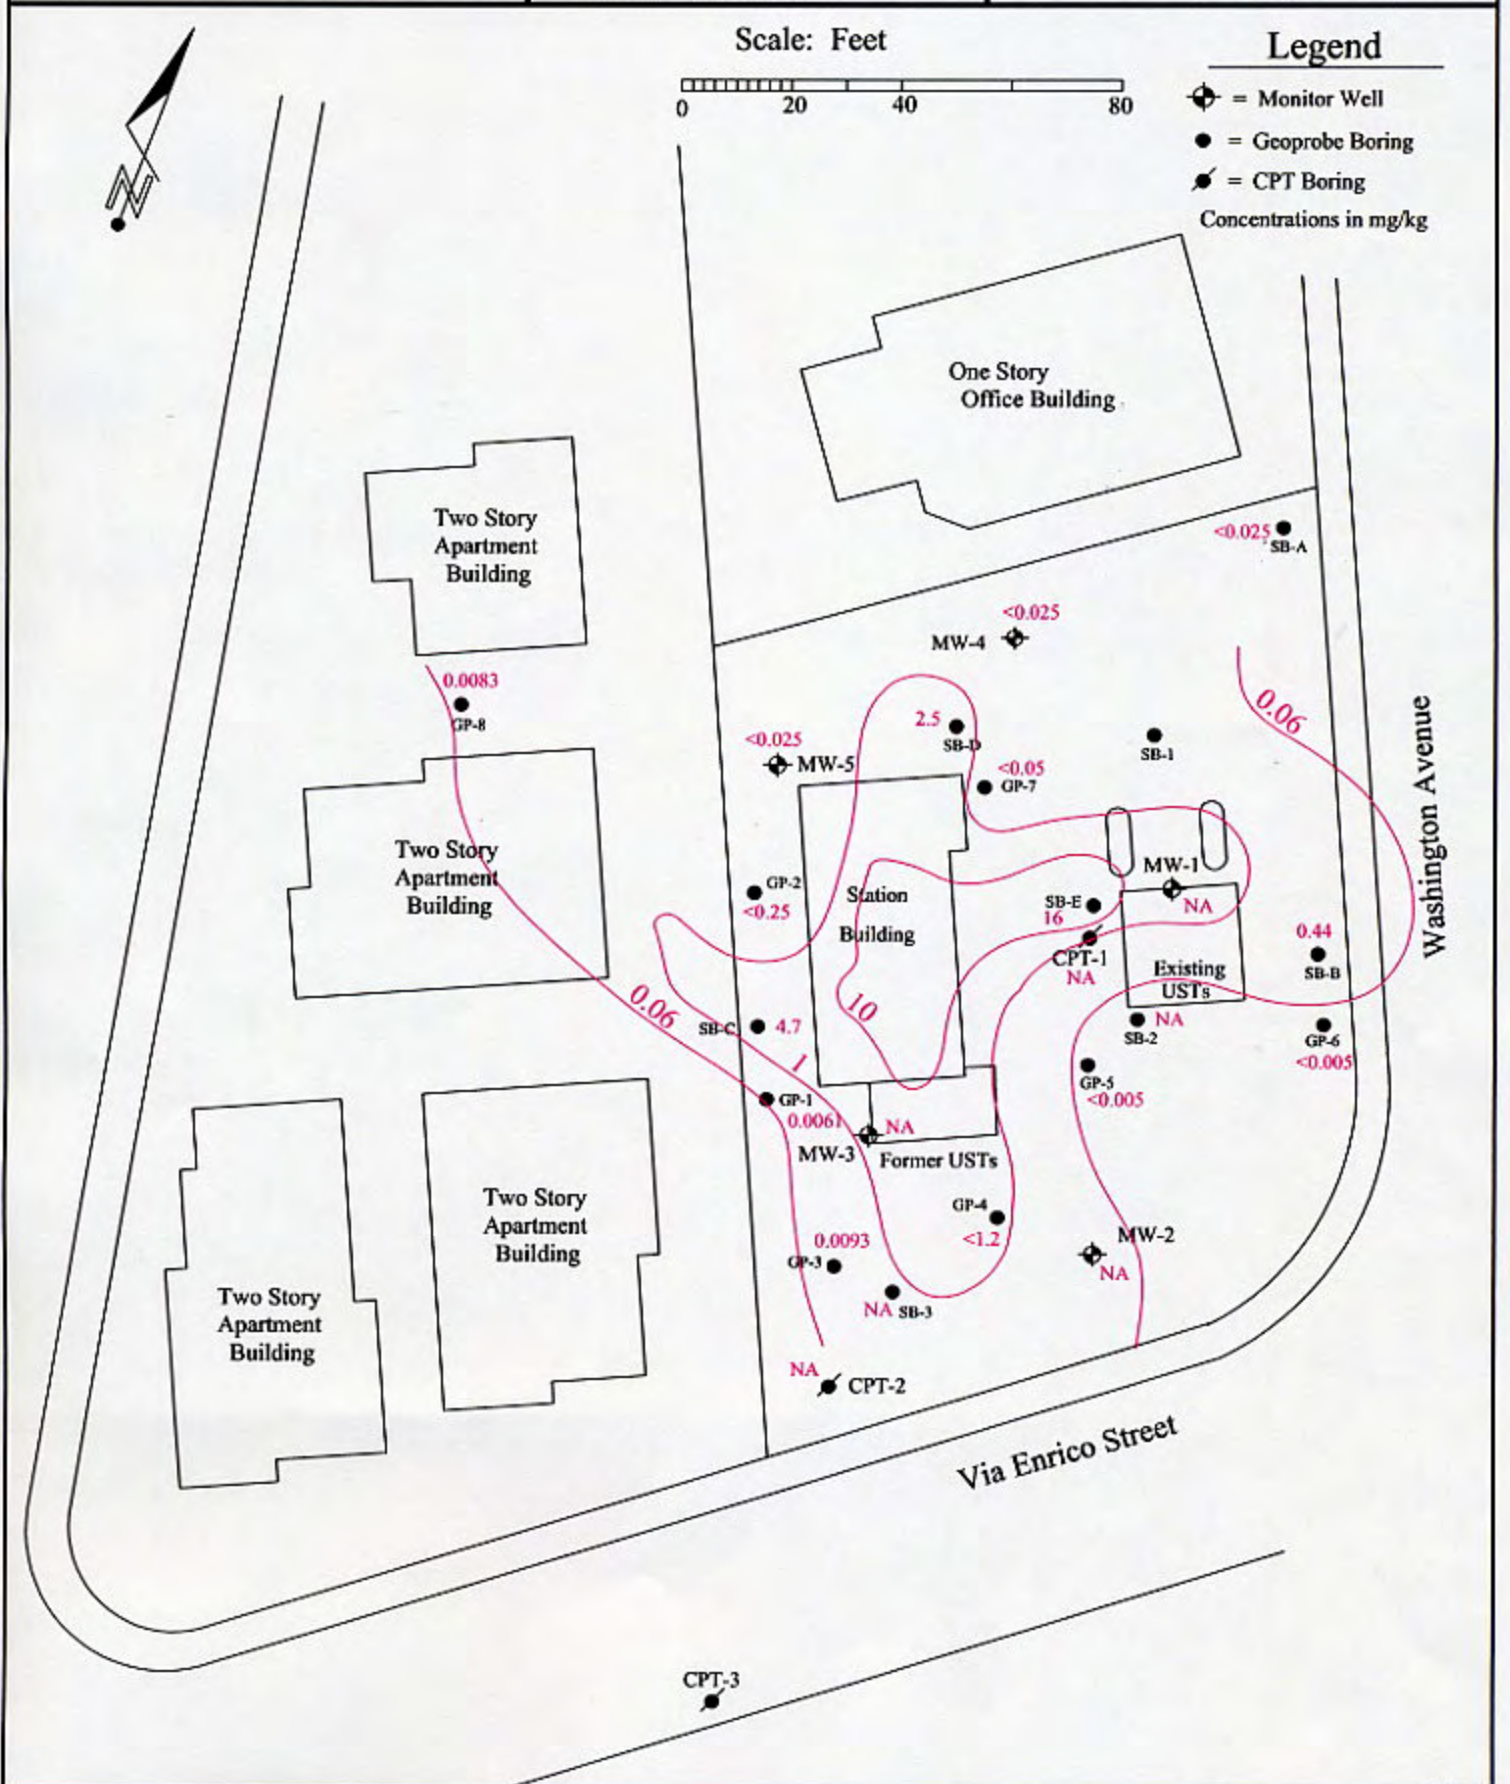 Scale: Feet
0 20 40 80
Legend
= Monitor Well
= Geoprobe Boring
= CPT Boring
Concentrations in mg/kg
N
One Story
Office Building
Two Story
Apartment
Building
<0.025
SB-A
<0.025
MW-4
0.0083
GP-8
0.06
2.5
SB-D
SB-1
<0.025
MW-5
<0.05
GP-7
Washington Avenue
Two Story
Apartment
Building
MW-1
NA
GP-2
<0.25
Station
Building
SB-E
16
CPT-1
NA
0.44
SB-B
Existing
USTs
0.06
10
SB-C
4.7
SB-2
NA
GP-6
<0.005
1
GP-5
<0.005
GP-1
0.0061
NA
MW-3
Former USTs
Two Story
Apartment
Building
GP-4
<1.2
MW-2
NA
0.0093
GP-3
NA
SB-3
Two Story
Apartment
Building
NA
CPT-2
Via Enrico Street
CPT-3